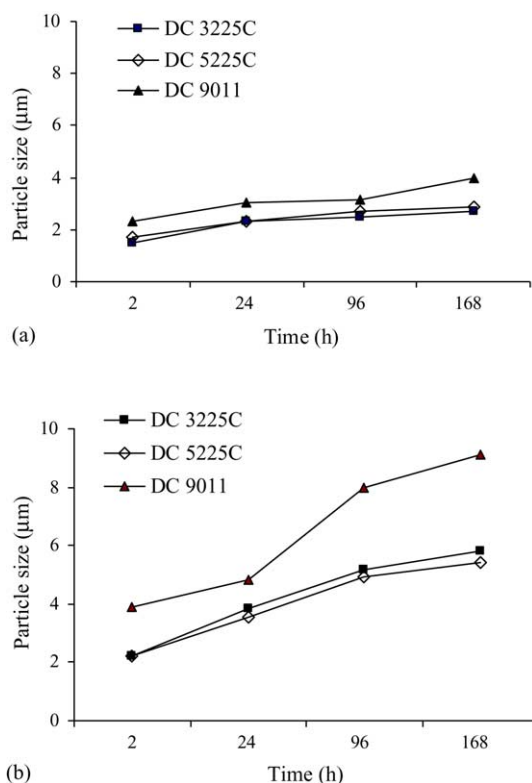 DC 3225C
DC 5225C
DC 9011
Particle size (µm)
10
8
6
4
2
0
2 24 96 168
Time (h)
(a)
DC 3225C
DC 5225C
DC 9011
Particle size (µm)
10
8
6
4
2
0
2 24 96 168
Time (h)
(b)